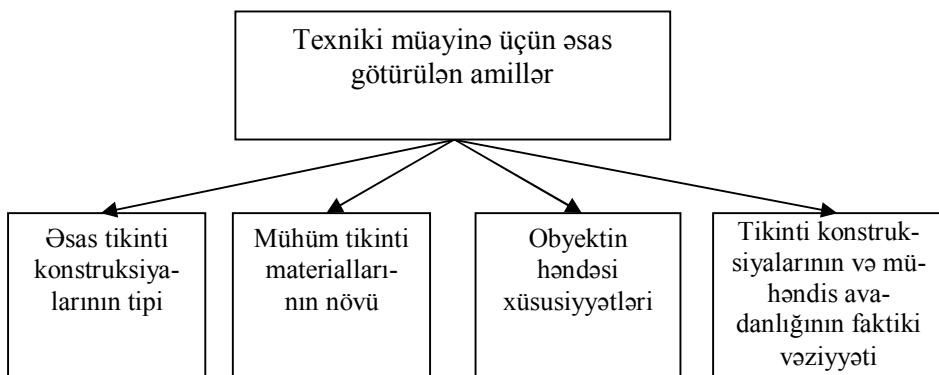 Texniki müayinə üçün əsas
götürülən amillər
Əsas tikinti
konstruksiya-
larının tipi
Mühüm tikinti
materialları-
nın növü
Obyektin
həndəsi
xüsusiyyətləri
Tikinti konstruk-
siyalarının və mü-
həndis ava-
danlığının faktiki
vəziyyəti